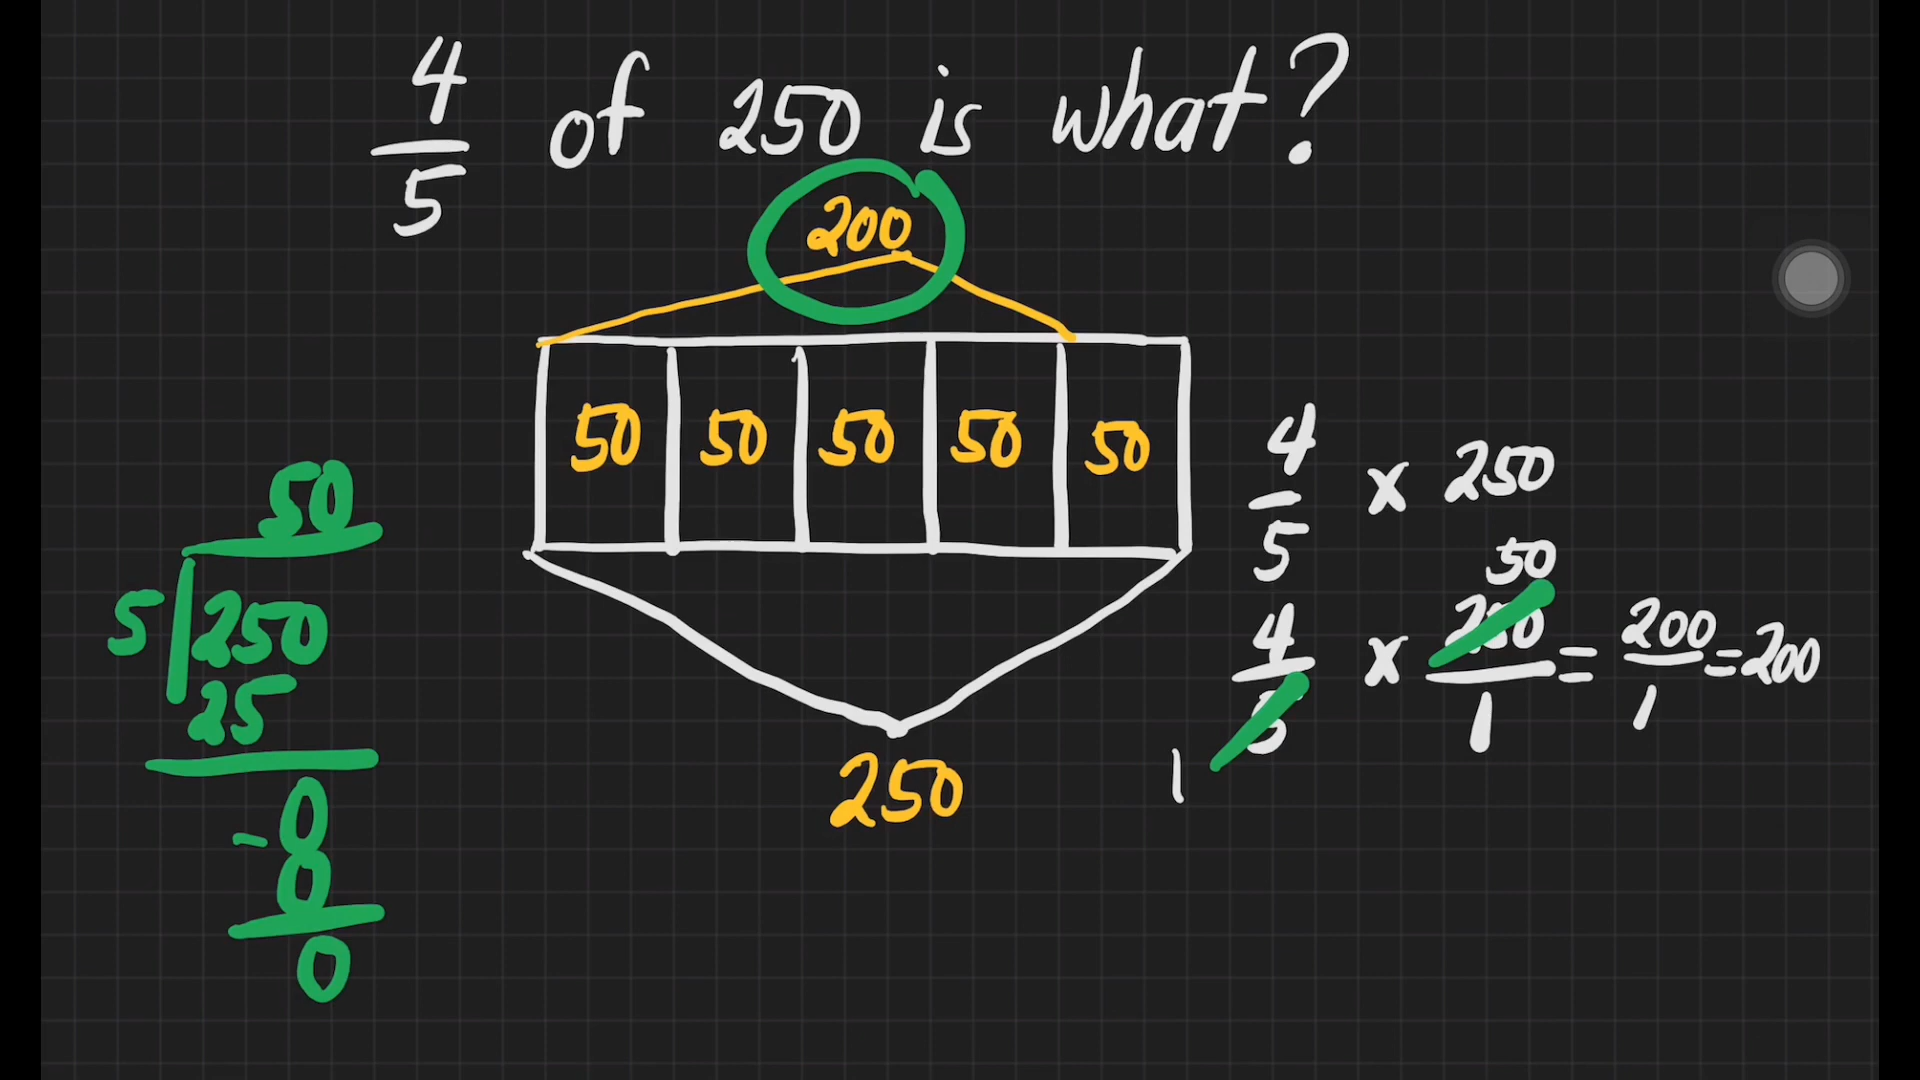 4/5 of 250 is what?
200
50 50 50 50 50
250
50
5 250
25
0
- 0
0
4/5 x 250
50
4/5 x 250/1 = 200/1 = 200
1